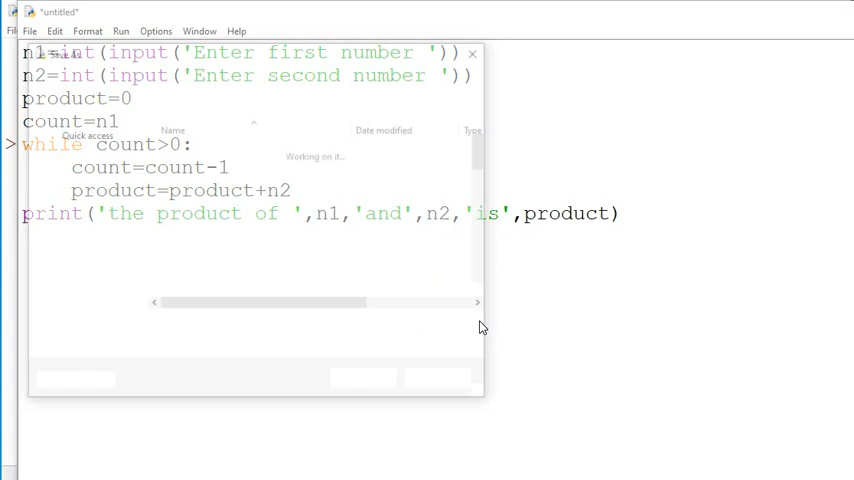 *untitled*
File Edit Format Run Options Window Help
n1=int(input('Enter first number '))
n2=int(input('Enter second number '))
product=0
count=n1
while count>0:
    count=count-1
    product=product+n2
print('the product of ',n1,'and',n2,'is',product)
Save As
Quick access
Name Date modified Type
Working on it...